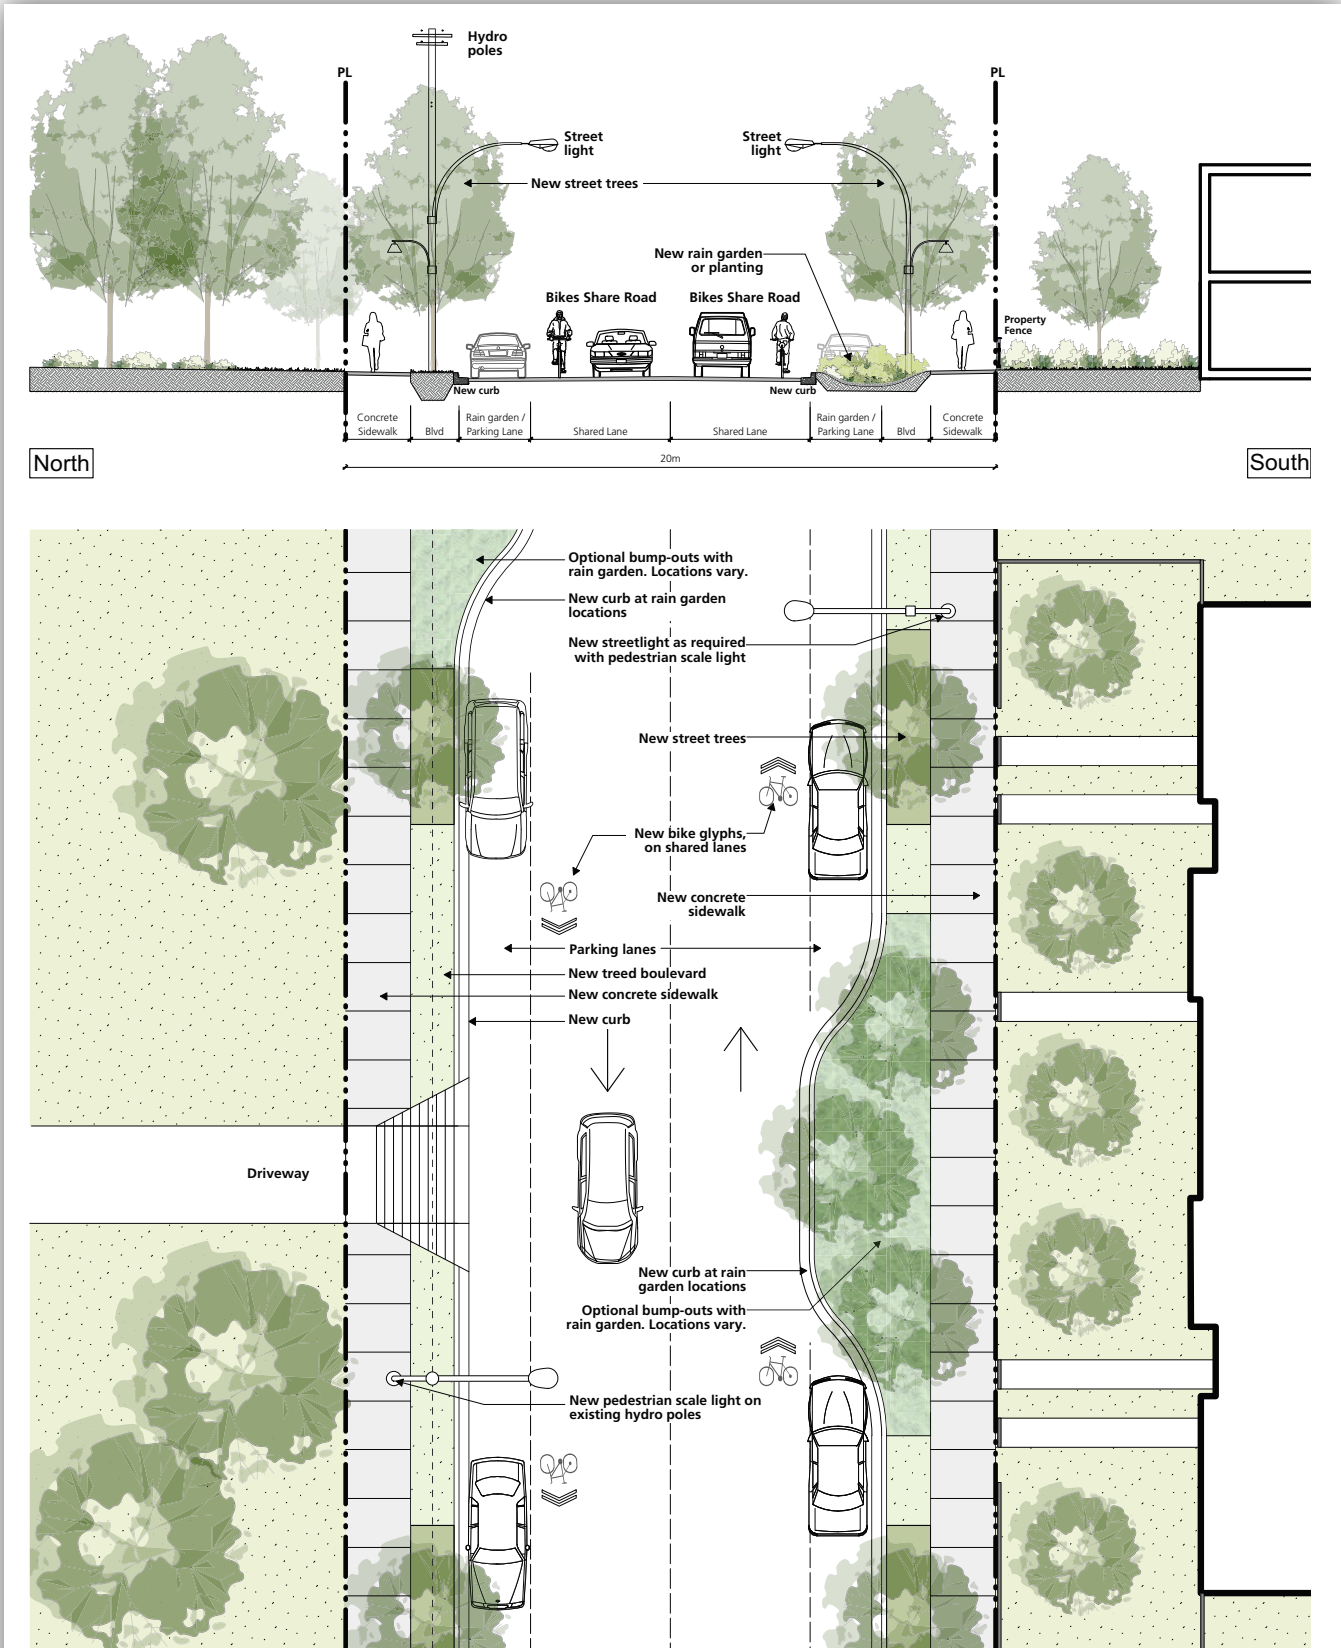 Hydro
poles
PL
PL
Street
light
Street
light
New street trees
New rain garden
or planting
Bikes Share Road
Bikes Share Road
Property
Fence
New curb
New curb
Concrete
Sidewalk
Blvd
Rain garden /
Parking Lane
Shared Lane
Shared Lane
Rain garden /
Parking Lane
Blvd
Concrete
Sidewalk
North
20m
South
Optional bump-outs with
rain garden. Locations vary.
New curb at rain garden
locations
New streetlight as required
with pedestrian scale light
New street trees
New bike glyphs,
on shared lanes
New concrete
sidewalk
Parking lanes
New treed boulevard
New concrete sidewalk
New curb
Driveway
New curb at rain
garden locations
Optional bump-outs with
rain garden. Locations vary.
New pedestrian scale light on
existing hydro poles